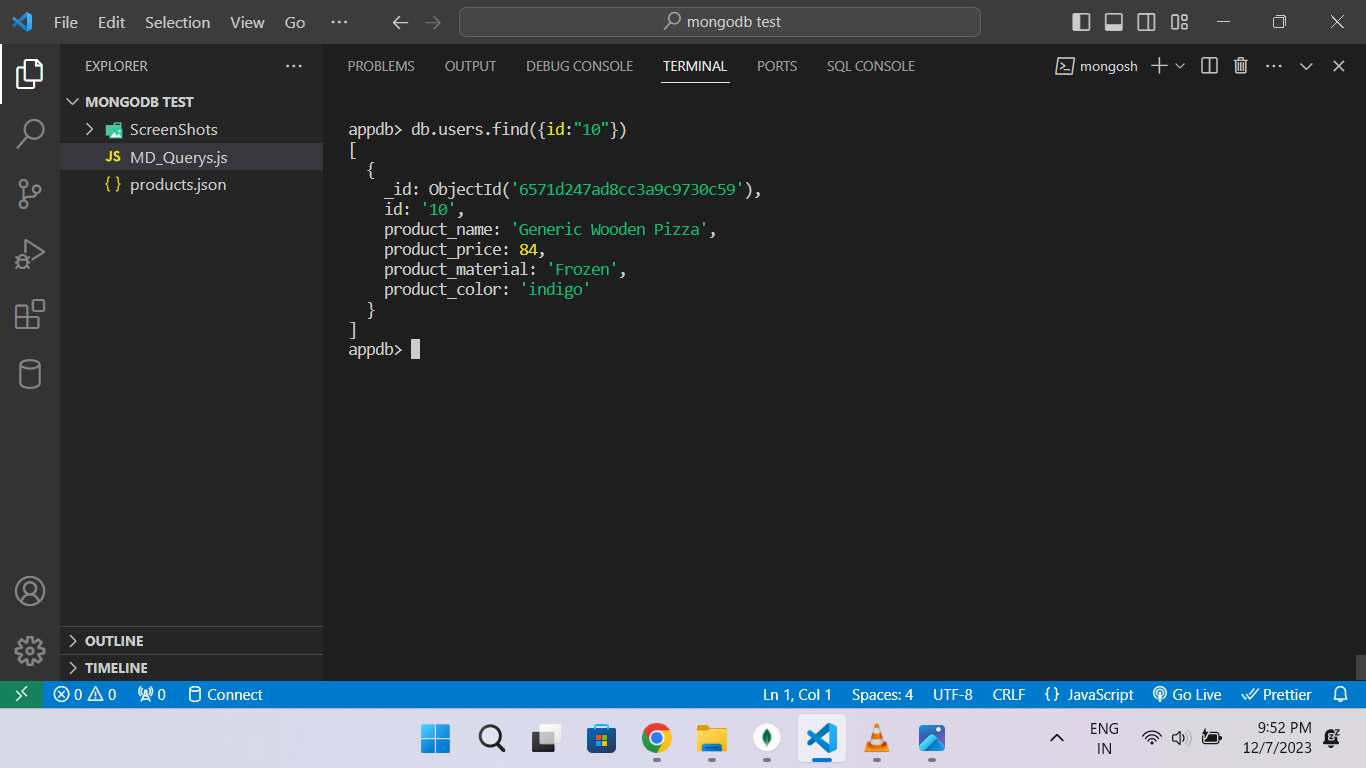 File Edit Selection View Go ··· mongodb test
EXPLORER ···
MONGODB TEST
ScreenShots
JS MD_Querys.js
{ } products.json
OUTLINE
TIMELINE
PROBLEMS OUTPUT DEBUG CONSOLE TERMINAL PORTS SQL CONSOLE mongosh
appdb> db.users.find({id:"10"})
[
{
_id: ObjectId('6571d247ad8cc3a9c9730c59'),
id: '10',
product_name: 'Generic Wooden Pizza',
product_price: 84,
product_material: 'Frozen',
product_color: 'indigo'
}
]
appdb>
0 0 0 Connect Ln 1, Col 1 Spaces: 4 UTF-8 CRLF { } JavaScript Go Live Prettier
ENG
IN
9:52 PM
12/7/2023